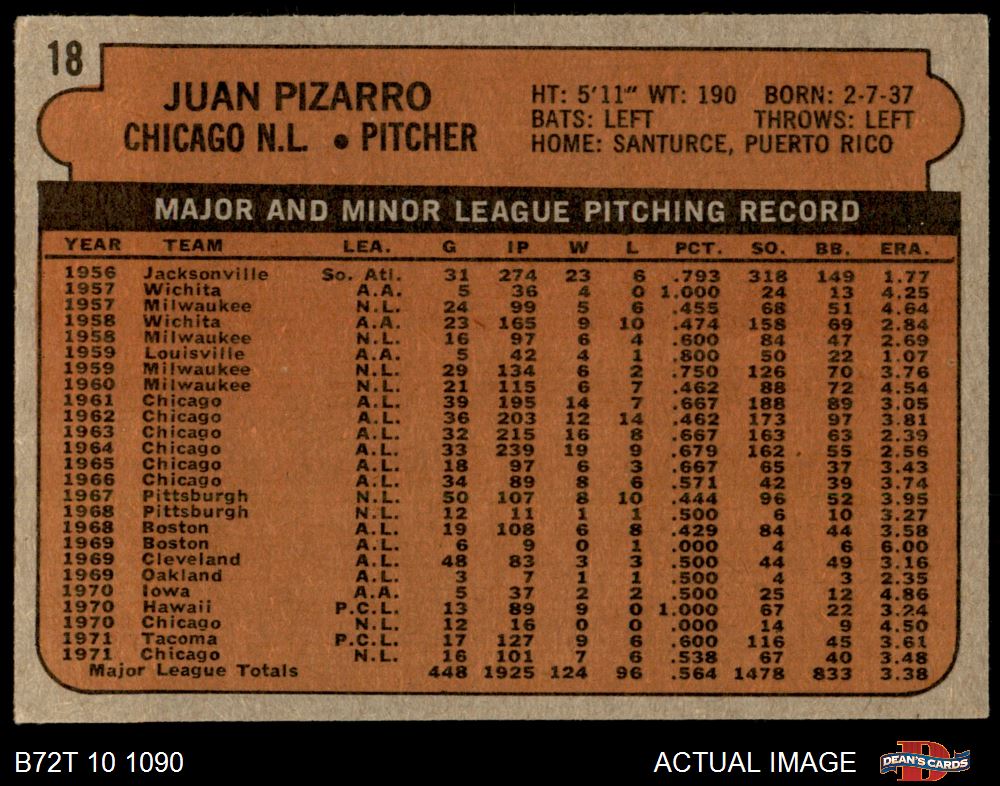 18
JUAN PIZARRO
CHICAGO N.L. • PITCHER
HT: 5'11" WT: 190 BORN: 2-7-37
BATS: LEFT THROWS: LEFT
HOME: SANTURCE, PUERTO RICO
MAJOR AND MINOR LEAGUE PITCHING RECORD
YEAR TEAM LEA. G IP W L PCT. SO. BB. ERA.
1956 Jacksonville So. Atl. 31 274 23 6 .793 318 149 1.77
1957 Wichita A.A. 5 36 4 0 1.000 24 13 4.25
1957 Milwaukee N.L. 24 99 5 6 .455 68 51 4.64
1958 Wichita A.A. 23 165 9 10 .474 158 69 2.84
1958 Milwaukee N.L. 16 97 6 4 .600 84 47 2.69
1959 Louisville A.A. 5 42 4 1 .800 50 22 1.07
1959 Milwaukee N.L. 29 134 6 2 .750 126 70 3.76
1960 Milwaukee N.L. 21 115 6 7 .462 88 72 4.54
1961 Chicago A.L. 39 195 14 7 .667 188 89 3.05
1962 Chicago A.L. 36 203 12 14 .462 173 97 3.81
1963 Chicago A.L. 32 215 16 8 .667 163 63 2.39
1964 Chicago A.L. 33 239 19 9 .679 162 55 2.56
1965 Chicago A.L. 18 97 6 3 .667 65 37 3.43
1966 Chicago A.L. 34 89 8 6 .571 42 39 3.74
1967 Pittsburgh N.L. 50 107 8 10 .444 96 52 3.95
1968 Pittsburgh N.L. 12 11 1 1 .500 6 10 3.27
1968 Boston A.L. 19 108 6 8 .429 84 44 3.58
1969 Boston A.L. 6 9 0 1 .000 4 6 6.00
1969 Cleveland A.L. 48 83 3 3 .500 44 49 3.16
1969 Oakland A.L. 3 7 1 1 .500 4 3 2.35
1970 Iowa A.A. 5 37 2 2 .500 25 12 4.86
1970 Hawaii P.C.L. 13 89 9 0 1.000 67 22 3.24
1970 Chicago N.L. 12 16 0 0 .000 14 9 4.50
1971 Tacoma P.C.L. 17 127 9 6 .600 116 45 3.61
1971 Chicago N.L. 16 101 7 6 .538 67 40 3.48
Major League Totals 448 1925 124 96 .564 1478 833 3.38
B72T 10 1090
ACTUAL IMAGE
D
DEAN'S CARDS